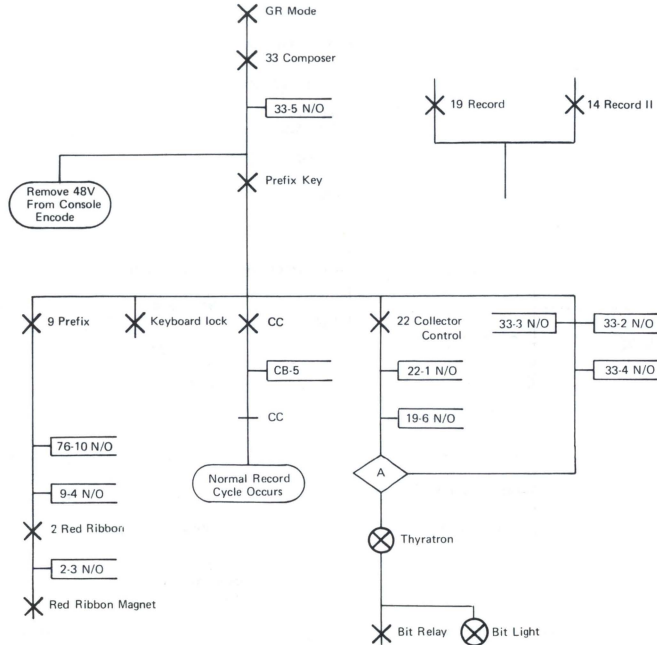 GR Mode
33 Composer
33-5 N/O
19 Record
14 Record II
Remove 48V
From Console
Encode
Prefix Key
9 Prefix
Keyboard lock
CC
22 Collector
Control
33-3 N/O
33-2 N/O
CB-5
22-1 N/O
33-4 N/O
CC
19-6 N/O
76-10 N/O
Normal Record
Cycle Occurs
A
9-4 N/O
2 Red Ribbon
Thyratron
2-3 N/O
Red Ribbon Magnet
Bit Relay
Bit Light